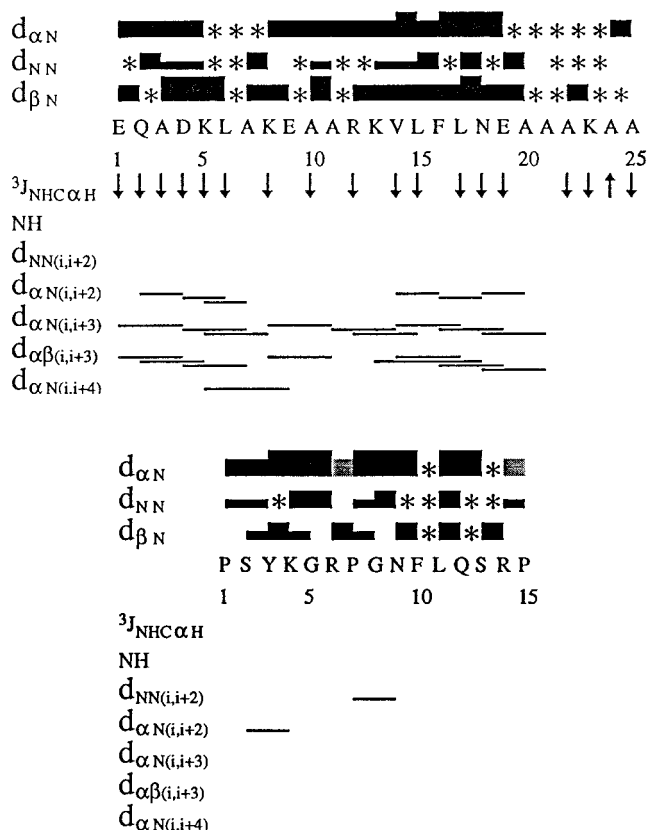 dαN * * * * * * * *
dNN * * * * * * * * * * *
dβN * * * * * * * *
E Q A D K L A K E A A R K V L F L N E A A A K A A
1 5 10 15 20 25
³JNHCαH ↓ ↓ ↓ ↓ ↓ ↓ ↓ ↓ ↓ ↓ ↓ ↓ ↓ ↓ ↓ ↓ ↑ ↓
NH
dNN(i,i+2)
dαN(i,i+2)
dαN(i,i+3)
dαβ(i,i+3)
dαN(i,i+4)
dαN * *
dNN * * * * *
dβN * *
P S Y K G R P G N F L Q S R P
1 5 10 15
³JNHCαH
NH
dNN(i,i+2)
dαN(i,i+2)
dαN(i,i+3)
dαβ(i,i+3)
dαN(i,i+4)